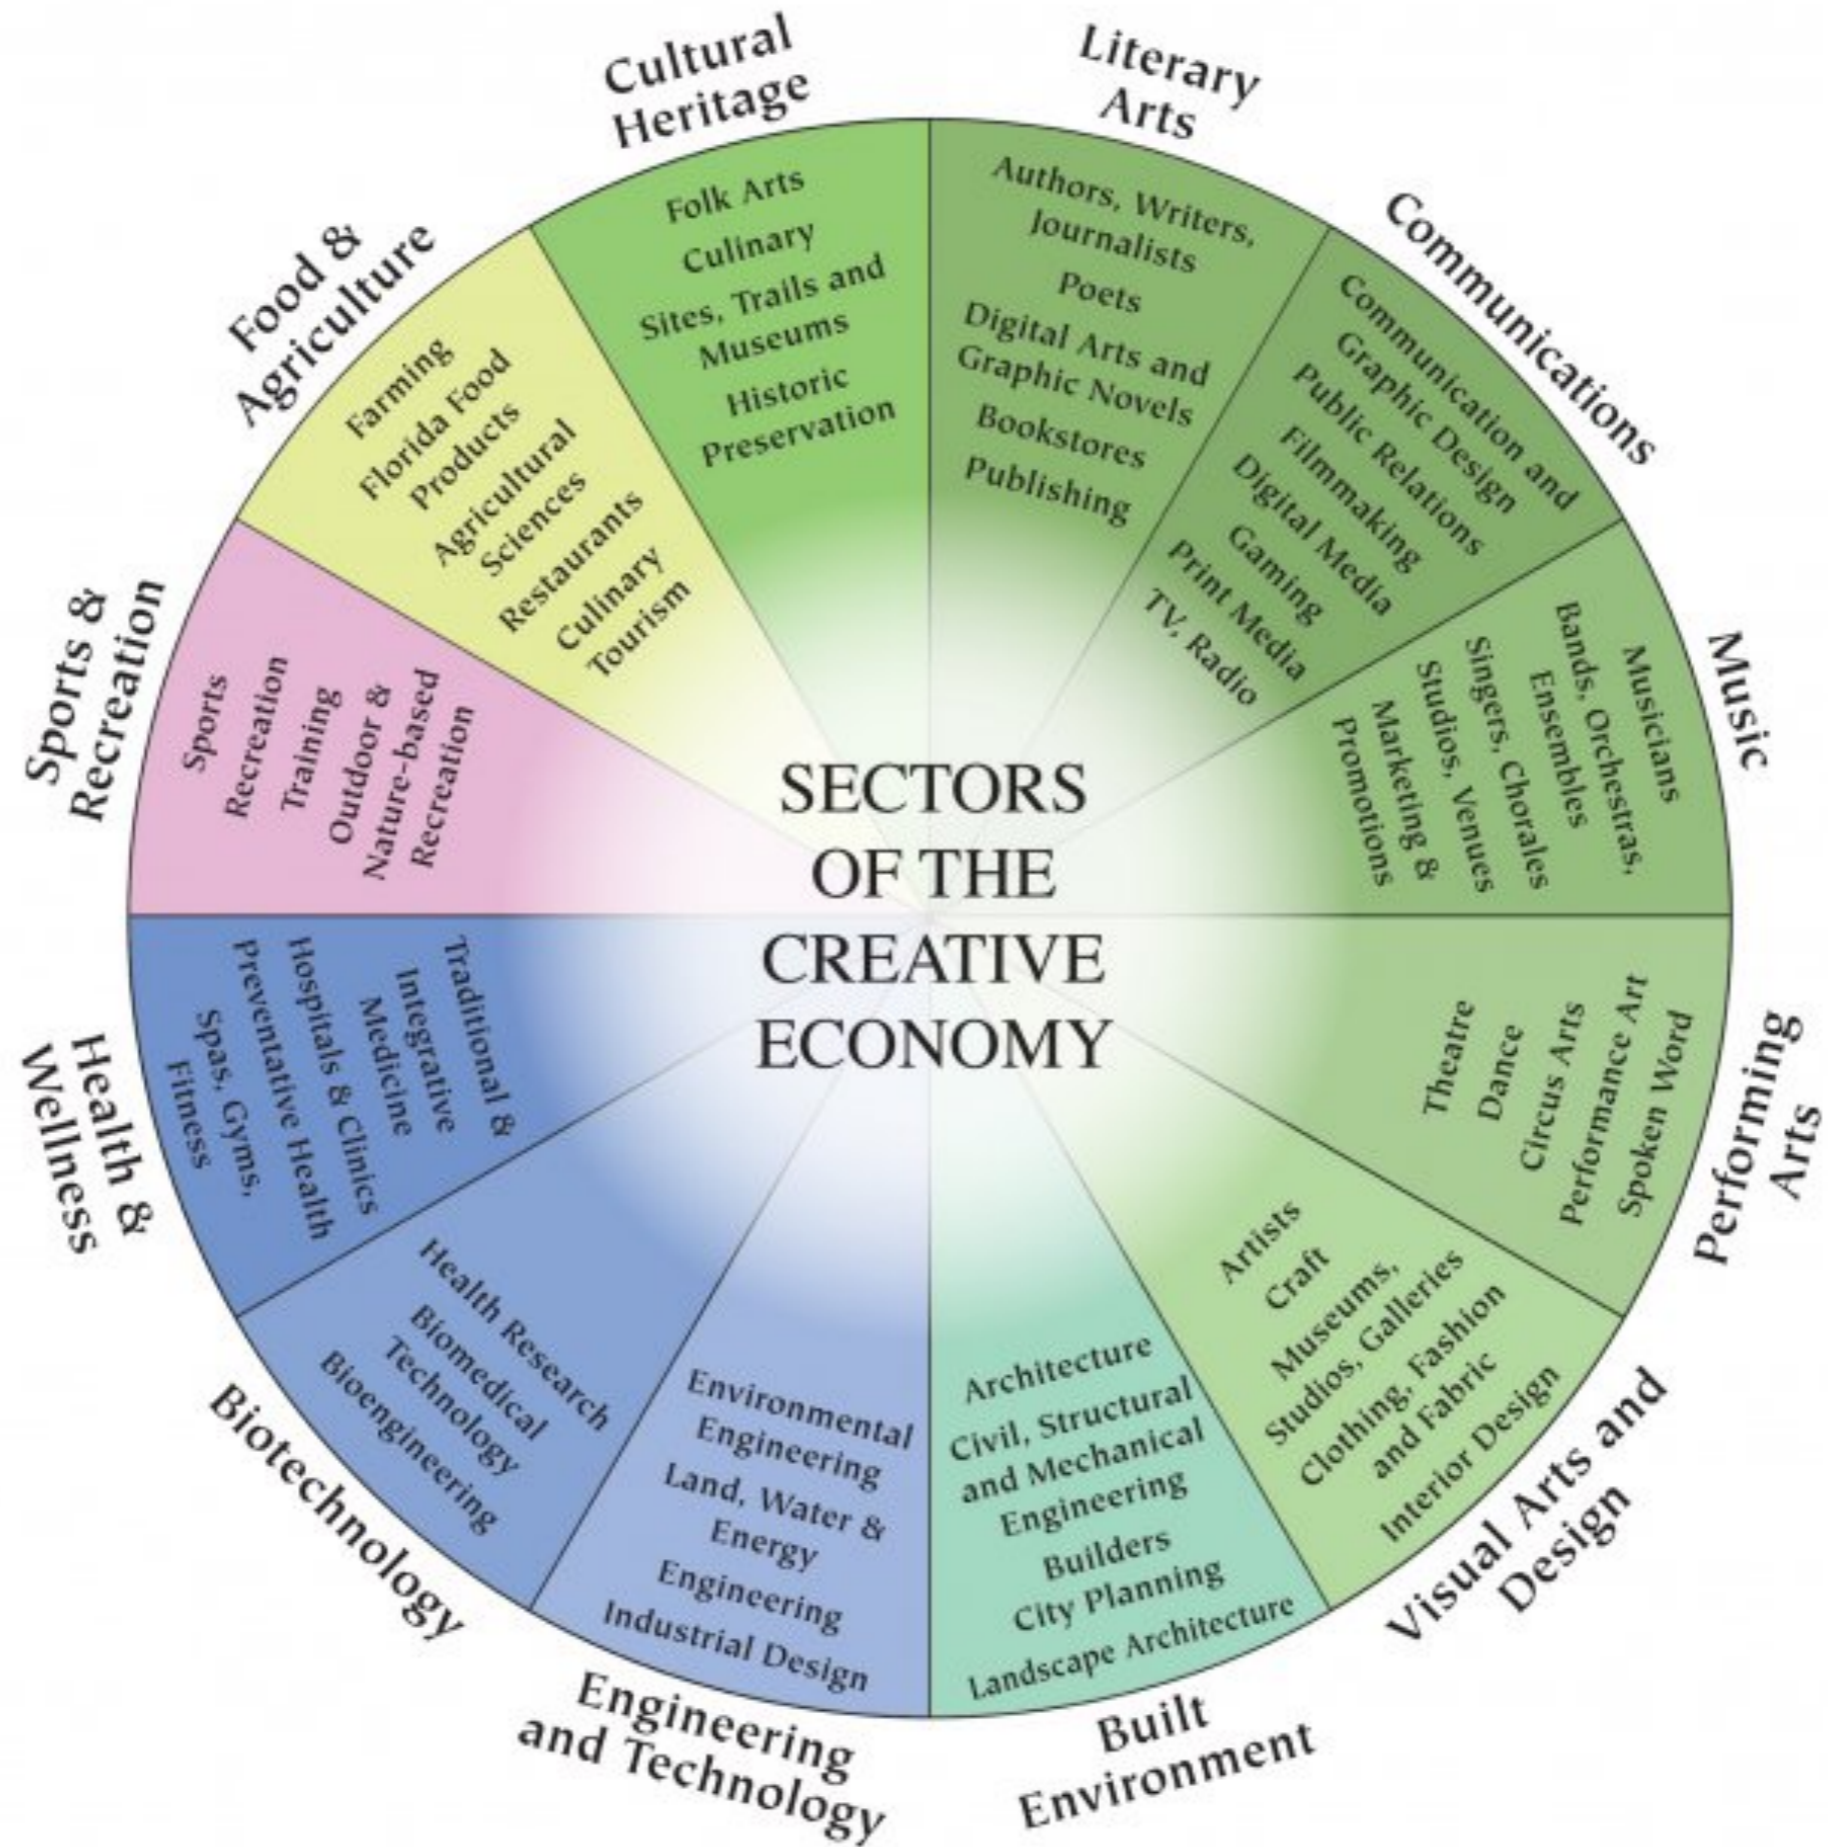 SECTORS
OF THE
CREATIVE
ECONOMY
Literary
Arts
Authors, Writers,
Journalists
Poets
Digital Arts and
Graphic Novels
Bookstores
Publishing
Communications
Communication and
Graphic Design
Public Relations
Filmmaking
Digital Media
Gaming
Print Media
TV, Radio
Music
Musicians
Bands, Orchestras,
Ensembles
Singers, Chorales
Studios, Venues
Marketing &
Promotions
Performing
Arts
Theatre
Dance
Circus Arts
Performance Art
Spoken Word
Visual Arts and
Design
Artists
Craft
Museums,
Studios, Galleries
Clothing, Fashion
and Fabric
Interior Design
Built
Environment
Architecture
Civil, Structural
and Mechanical
Engineering
Builders
City Planning
Landscape Architecture
Engineering
and Technology
Environmental
Engineering
Land, Water &
Energy
Engineering
Industrial Design
Biotechnology
Health Research
Biomedical
Technology
Bioengineering
Health &
Wellness
Traditional &
Integrative
Medicine
Hospitals & Clinics
Preventative Health
Spas, Gyms,
Fitness
Sports &
Recreation
Sports
Recreation
Training
Outdoor &
Nature-based
Recreation
Food &
Agriculture
Farming
Florida Food
Products
Agricultural
Sciences
Restaurants
Culinary
Tourism
Cultural
Heritage
Folk Arts
Culinary
Sites, Trails and
Museums
Historic
Preservation